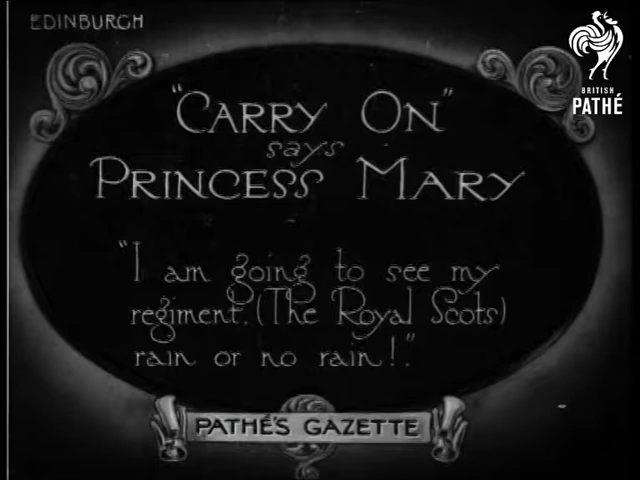 EDINBURGH
BRITISH
PATHÉ
"CARRY ON"
says
PRINCESS MARY
"I am going to see my
regiment. (The Royal Scots)
rain or no rain!."
PATHÉ'S GAZETTE